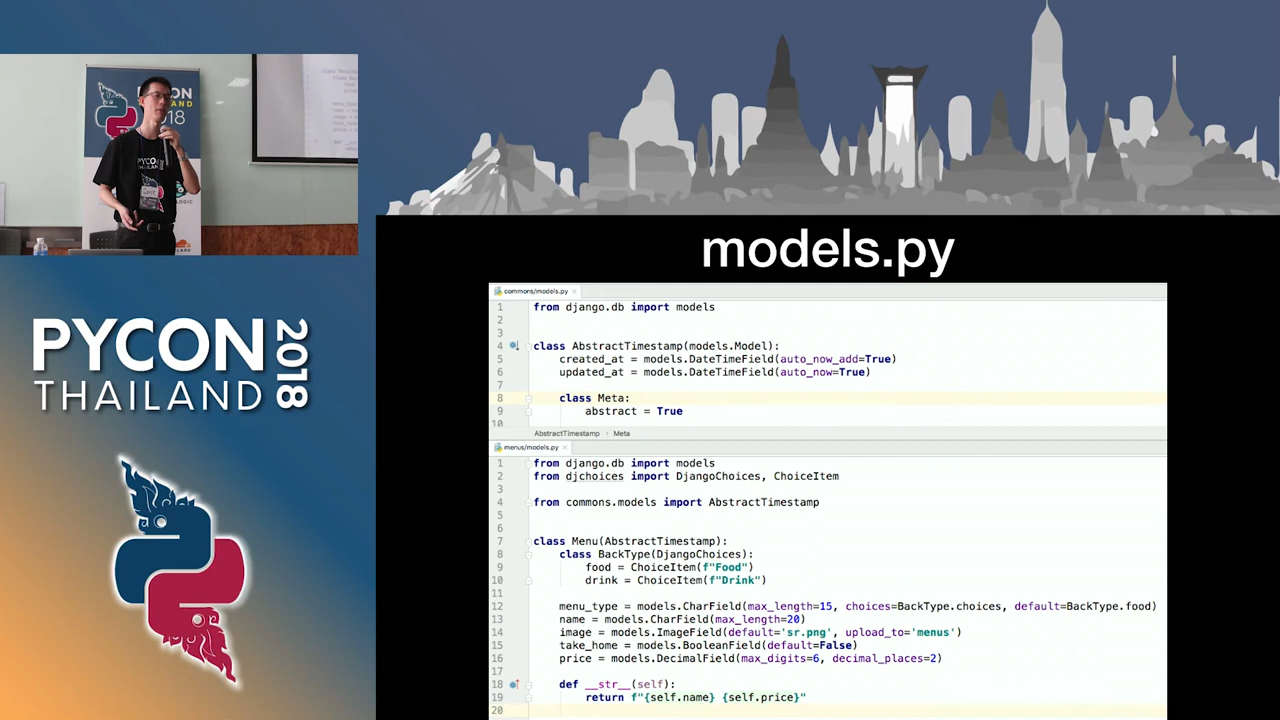 PYCON
THAILAND
2018
models.py
commons/models.py
1 from django.db import models
2
3
4 class AbstractTimestamp(models.Model):
5 created_at = models.DateTimeField(auto_now_add=True)
6 updated_at = models.DateTimeField(auto_now=True)
7
8 class Meta:
9 abstract = True
10
AbstractTimestamp › Meta
menus/models.py
1 from django.db import models
2 from djchoices import DjangoChoices, ChoiceItem
3
4 from commons.models import AbstractTimestamp
5
6
7 class Menu(AbstractTimestamp):
8 class BackType(DjangoChoices):
9 food = ChoiceItem(f"Food")
10 drink = ChoiceItem(f"Drink")
11
12 menu_type = models.CharField(max_length=15, choices=BackType.choices, default=BackType.food)
13 name = models.CharField(max_length=20)
14 image = models.ImageField(default='sr.png', upload_to='menus')
15 take_home = models.BooleanField(default=False)
16 price = models.DecimalField(max_digits=6, decimal_places=2)
17
18 def __str__(self):
19 return f"{self.name} {self.price}"
20